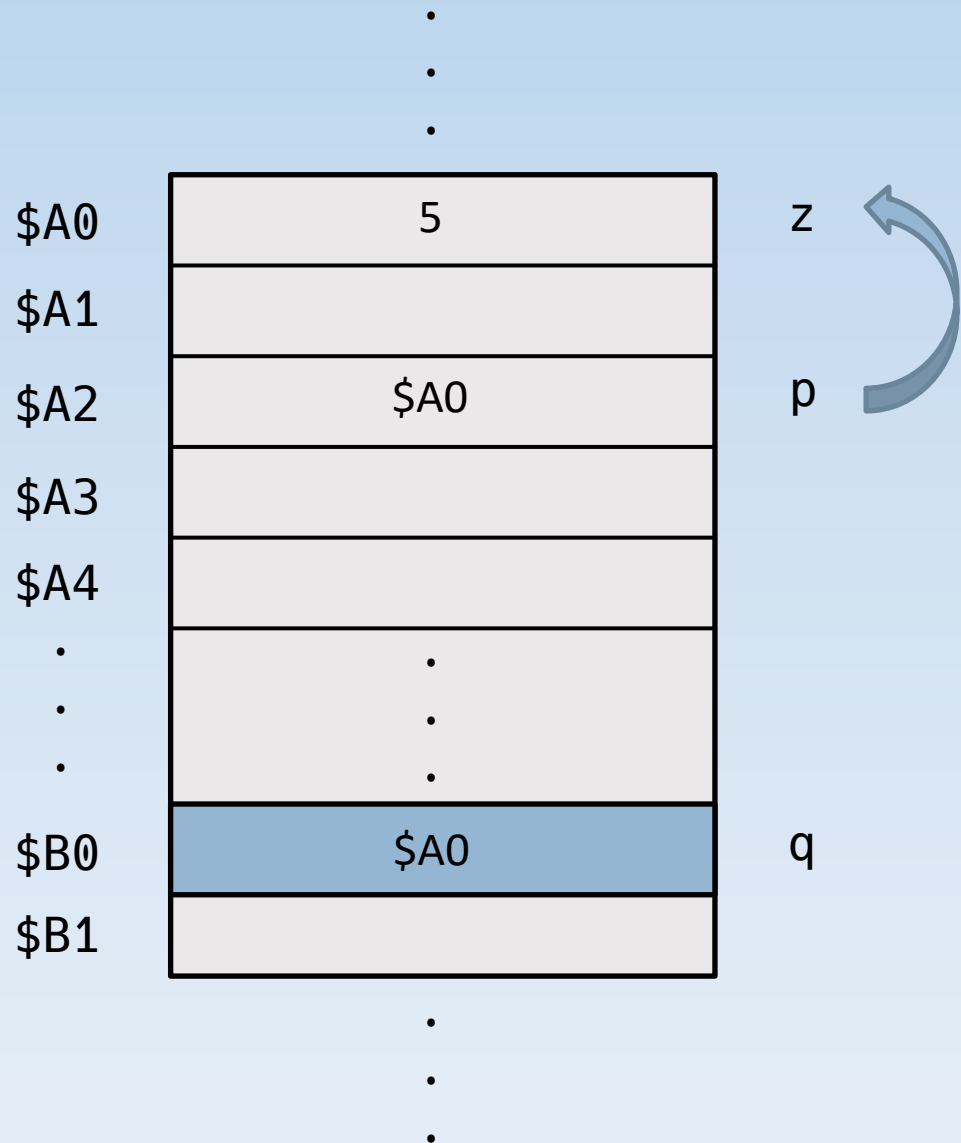 .
.
.
$A0 5 z
$A1
$A2 $A0 p
$A3
$A4
. .
. .
. .
$B0 $A0 q
$B1
.
.
.